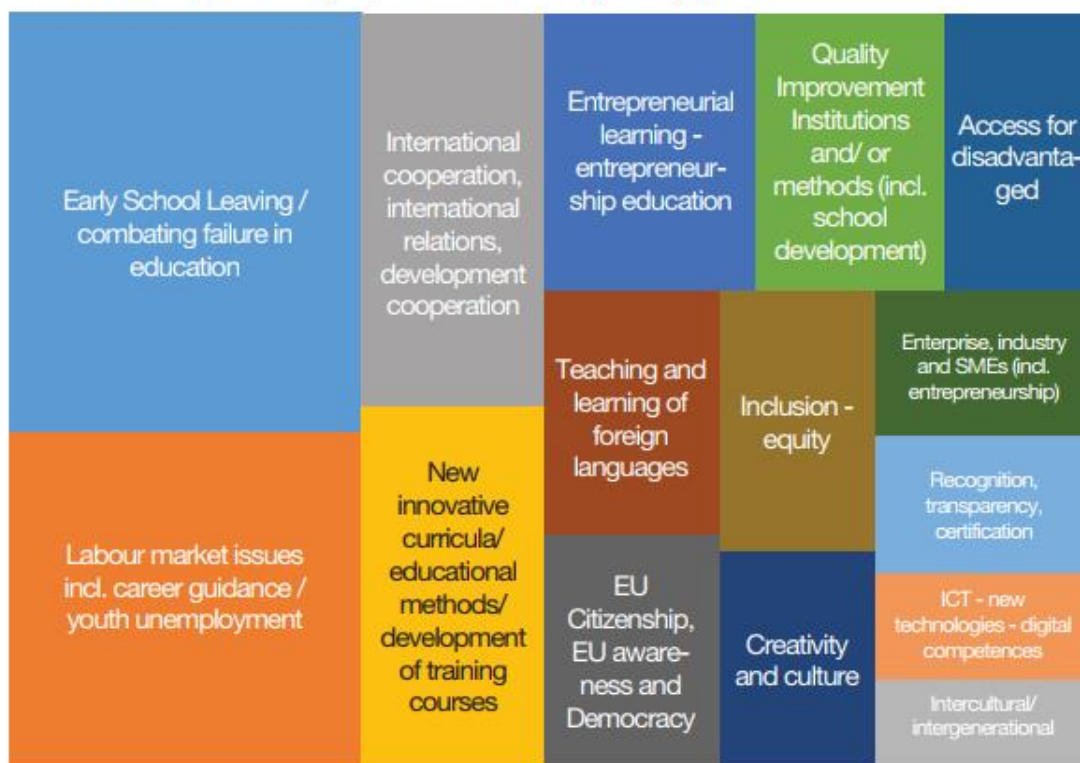 Early School Leaving /
combating failure in
education
Labour market issues
incl. career guidance /
youth unemployment
International
cooperation,
international
relations,
development
cooperation
New
innovative
curricula/
educational
methods/
development
of training
courses
Entrepreneurial
learning -
entrepreneur-
ship education
Quality
Improvement
Institutions
and/ or
methods (incl.
school
development)
Access for
disadvanta-
ged
Teaching and
learning of
foreign
languages
Inclusion -
equity
Enterprise, industry
and SMEs (incl.
entrepreneurship)
Recognition,
transparency,
certification
EU
Citizenship,
EU aware-
ness and
Democracy
Creativity
and culture
ICT - new
technologies - digital
competences
Intercultural/
intergenerational